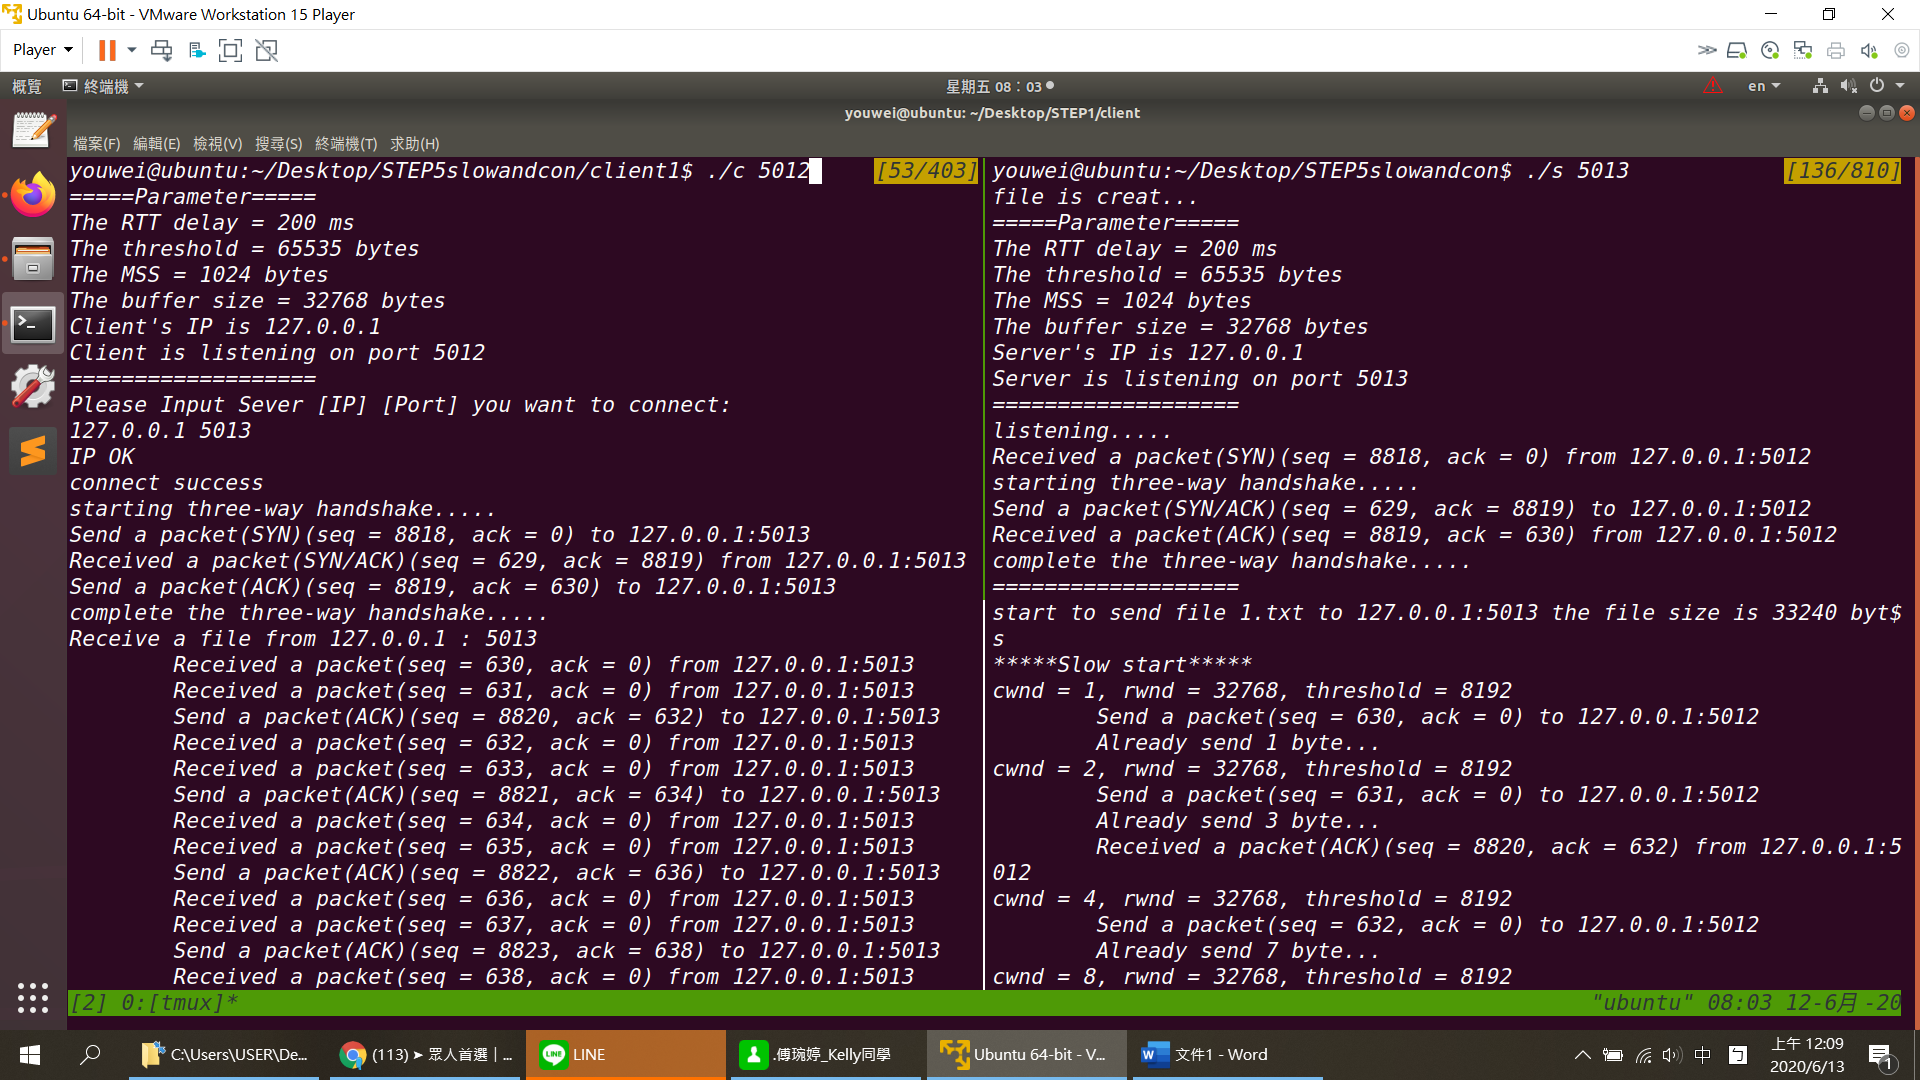 Ubuntu 64-bit - VMware Workstation 15 Player
Player
概覽
終端機
星期五 08：03
en
youwei@ubuntu: ~/Desktop/STEP1/client
檔案(F) 編輯(E) 檢視(V) 搜尋(S) 終端機(T) 求助(H)
youwei@ubuntu:~/Desktop/STEP5slowandcon/client1$ ./c 5012 [53/403]
=====Parameter=====
The RTT delay = 200 ms
The threshold = 65535 bytes
The MSS = 1024 bytes
The buffer size = 32768 bytes
Client's IP is 127.0.0.1
Client is listening on port 5012
===================
Please Input Sever [IP] [Port] you want to connect:
127.0.0.1 5013
IP OK
connect success
starting three-way handshake.....
Send a packet(SYN)(seq = 8818, ack = 0) to 127.0.0.1:5013
Received a packet(SYN/ACK)(seq = 629, ack = 8819) from 127.0.0.1:5013
Send a packet(ACK)(seq = 8819, ack = 630) to 127.0.0.1:5013
complete the three-way handshake.....
Receive a file from 127.0.0.1 : 5013
Received a packet(seq = 630, ack = 0) from 127.0.0.1:5013
Received a packet(seq = 631, ack = 0) from 127.0.0.1:5013
Send a packet(ACK)(seq = 8820, ack = 632) to 127.0.0.1:5013
Received a packet(seq = 632, ack = 0) from 127.0.0.1:5013
Received a packet(seq = 633, ack = 0) from 127.0.0.1:5013
Send a packet(ACK)(seq = 8821, ack = 634) to 127.0.0.1:5013
Received a packet(seq = 634, ack = 0) from 127.0.0.1:5013
Received a packet(seq = 635, ack = 0) from 127.0.0.1:5013
Send a packet(ACK)(seq = 8822, ack = 636) to 127.0.0.1:5013
Received a packet(seq = 636, ack = 0) from 127.0.0.1:5013
Received a packet(seq = 637, ack = 0) from 127.0.0.1:5013
Send a packet(ACK)(seq = 8823, ack = 638) to 127.0.0.1:5013
Received a packet(seq = 638, ack = 0) from 127.0.0.1:5013
youwei@ubuntu:~/Desktop/STEP5slowandcon$ ./s 5013 [136/810]
file is creat...
=====Parameter=====
The RTT delay = 200 ms
The threshold = 65535 bytes
The MSS = 1024 bytes
The buffer size = 32768 bytes
Server's IP is 127.0.0.1
Server is listening on port 5013
===================
listening.....
Received a packet(SYN)(seq = 8818, ack = 0) from 127.0.0.1:5012
starting three-way handshake.....
Send a packet(SYN/ACK)(seq = 629, ack = 8819) to 127.0.0.1:5012
Received a packet(ACK)(seq = 8819, ack = 630) from 127.0.0.1:5012
complete the three-way handshake.....
===================
start to send file 1.txt to 127.0.0.1:5013 the file size is 33240 byt$
s
*****Slow start*****
cwnd = 1, rwnd = 32768, threshold = 8192
Send a packet(seq = 630, ack = 0) to 127.0.0.1:5012
Already send 1 byte...
cwnd = 2, rwnd = 32768, threshold = 8192
Send a packet(seq = 631, ack = 0) to 127.0.0.1:5012
Already send 3 byte...
Received a packet(ACK)(seq = 8820, ack = 632) from 127.0.0.1:5
012
cwnd = 4, rwnd = 32768, threshold = 8192
Send a packet(seq = 632, ack = 0) to 127.0.0.1:5012
Already send 7 byte...
cwnd = 8, rwnd = 32768, threshold = 8192
[2] 0:[tmux]* "ubuntu" 08:03 12-6月 -20
C:\Users\USER\De...
(113) ➤ 眾人首選｜...
LINE
.傅琬婷_Kelly同學
Ubuntu 64-bit - V...
文件1 - Word
中
ㄅ
上午 12:09
2020/6/13
1